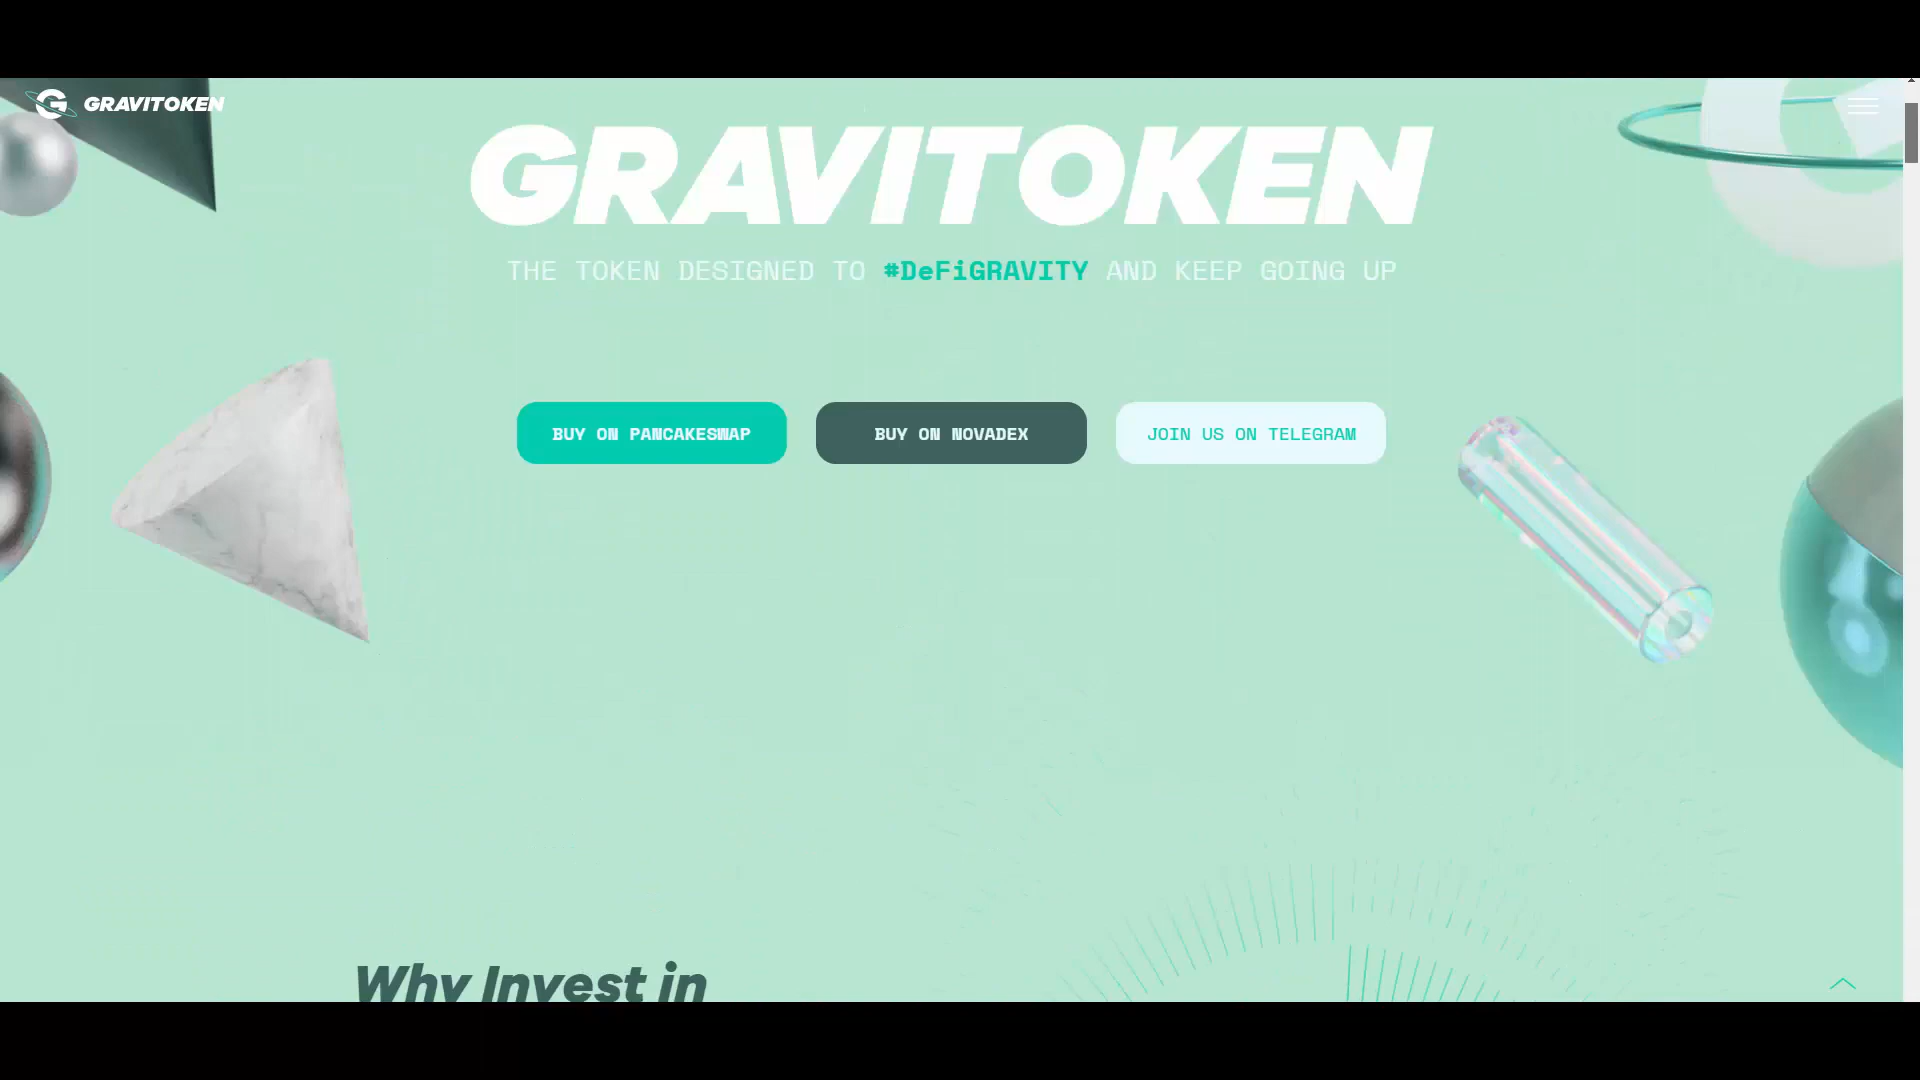 GRAVITOKEN
GRAVITOKEN
THE TOKEN DESIGNED TO #DeFiGRAVITY AND KEEP GOING UP
BUY ON PANCAKESWAP
BUY ON NOVADEX
JOIN US ON TELEGRAM
Why Invest in